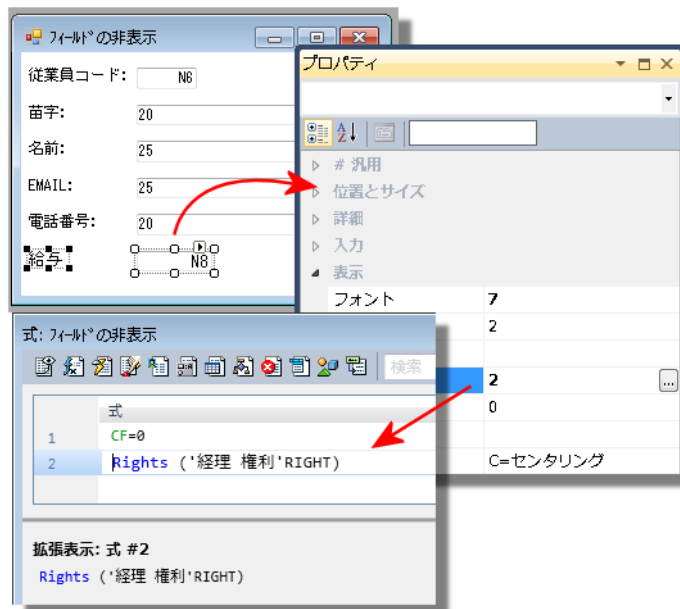 フィールドの非表示
従業員コード: N6
苗字: 20
名前: 25
EMAIL: 25
電話番号: 20
給与 N8
プロパティ
# 汎用
位置とサイズ
詳細
入力
表示
フォント 7
2
2
0
C=センタリング
式: フィールドの非表示
検索
式
1 CF=0
2 Rights ('経理 権利'RIGHT)
拡張表示: 式 #2
Rights ('経理 権利'RIGHT)